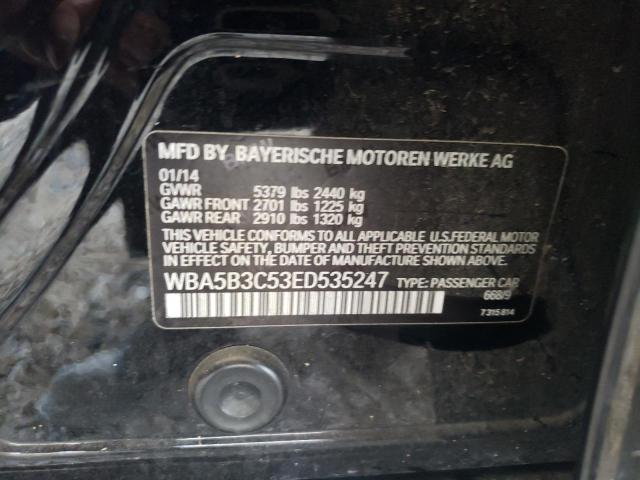 MFD BY BAYERISCHE MOTOREN WERKE AG
01/14
GVWR 5379 lbs 2440 kg
GAWR FRONT 2701 lbs 1225 kg
GAWR REAR 2910 lbs 1320 kg
THIS VEHICLE CONFORMS TO ALL APPLICABLE U.S.FEDERAL MOTOR
VEHICLE SAFETY, BUMPER AND THEFT PREVENTION STANDARDS
IN EFFECT ON THE DATE OF MANUFACTURE SHOWN ABOVE.
WBA5B3C53ED535247 TYPE: PASSENGER CAR
668/9
7315814